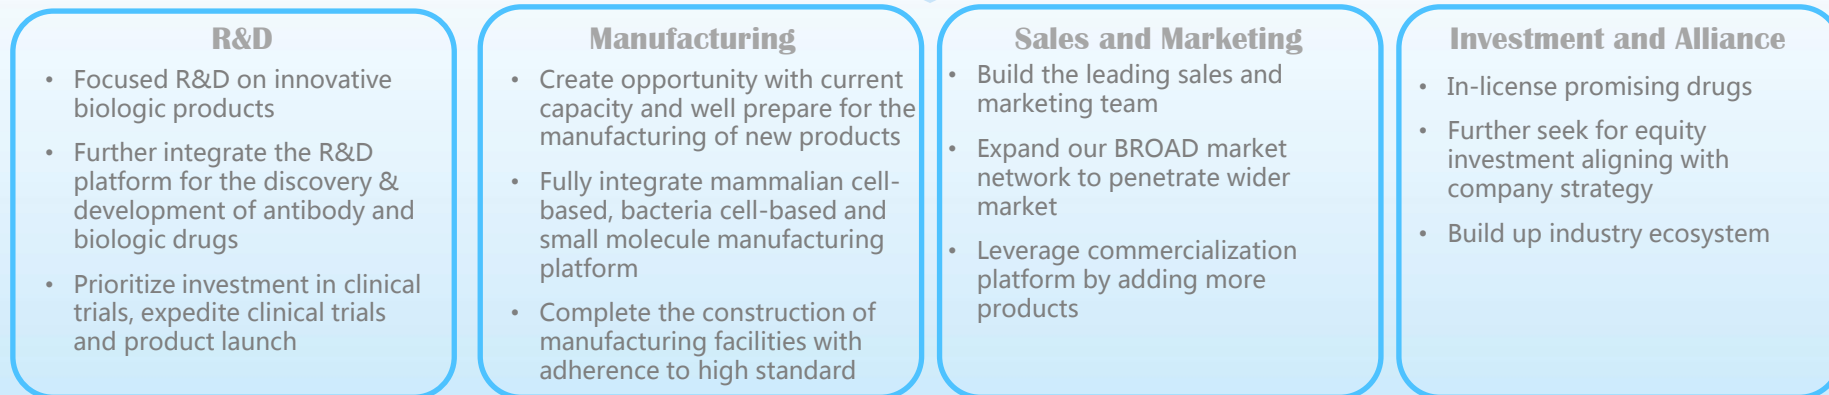 R&D
• Focused R&D on innovative
biologic products
• Further integrate the R&D
platform for the discovery &
development of antibody and
biologic drugs
• Prioritize investment in clinical
trials, expedite clinical trials
and product launch
Manufacturing
• Create opportunity with current
capacity and well prepare for the
manufacturing of new products
• Fully integrate mammalian cell-
based, bacteria cell-based and
small molecule manufacturing
platform
• Complete the construction of
manufacturing facilities with
adherence to high standard
Sales and Marketing
• Build the leading sales and
marketing team
• Expand our BROAD market
network to penetrate wider
market
• Leverage commercialization
platform by adding more
products
Investment and Alliance
• In-license promising drugs
• Further seek for equity
investment aligning with
company strategy
• Build up industry ecosystem